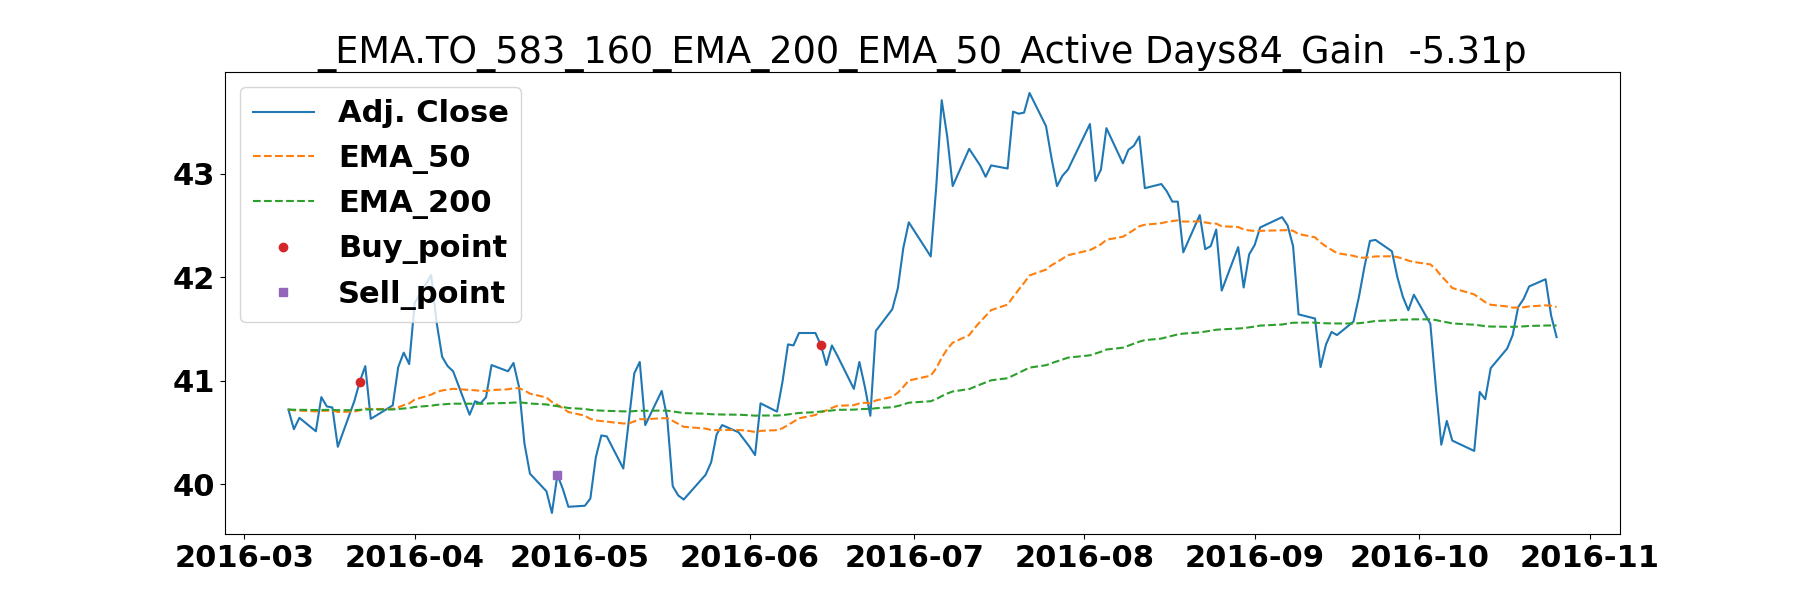 _EMA.TO_583_160_EMA_200_EMA_50_Active Days84_Gain  -5.31p
Adj. Close
EMA_50
EMA_200
Buy_point
Sell_point
43
42
41
40
2016-03 2016-04 2016-05 2016-06 2016-07 2016-08 2016-09 2016-10 2016-11